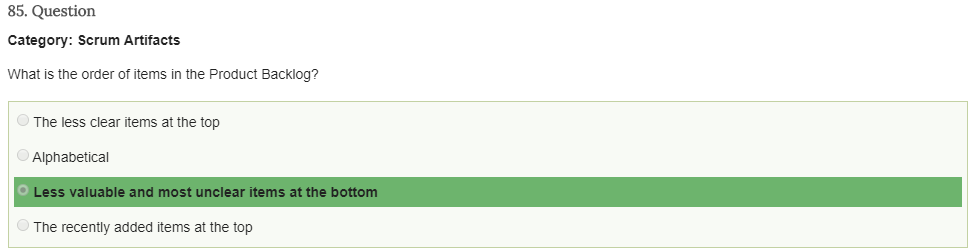 85. Question
Category: Scrum Artifacts
What is the order of items in the Product Backlog?
The less clear items at the top
Alphabetical
Less valuable and most unclear items at the bottom
The recently added items at the top